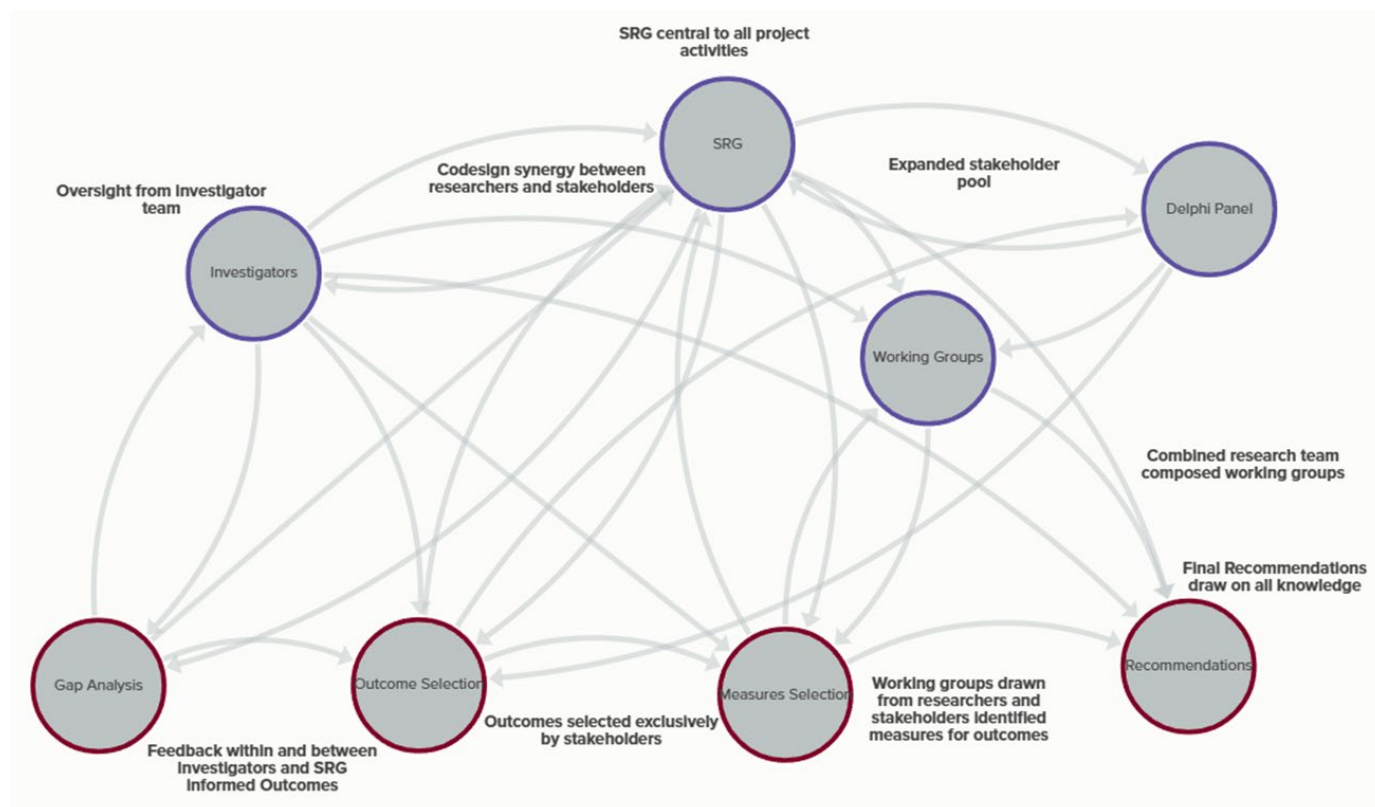 SRG central to all project
activities
SRG
Codesign synergy between
researchers and stakeholders
Expanded stakeholder
pool
Oversight from investigator
team
Delphi Panel
Investigators
Working Groups
Combined research team
composed working groups
Final Recommendations
draw on all knowledge
Gap Analysis
Outcome Selection
Measures Selection
Recommendations
Working groups drawn
from researchers and
stakeholders identified
measures for outcomes
Outcomes selected exclusively
by stakeholders
Feedback within and between
investigators and SRG
informed Outcomes